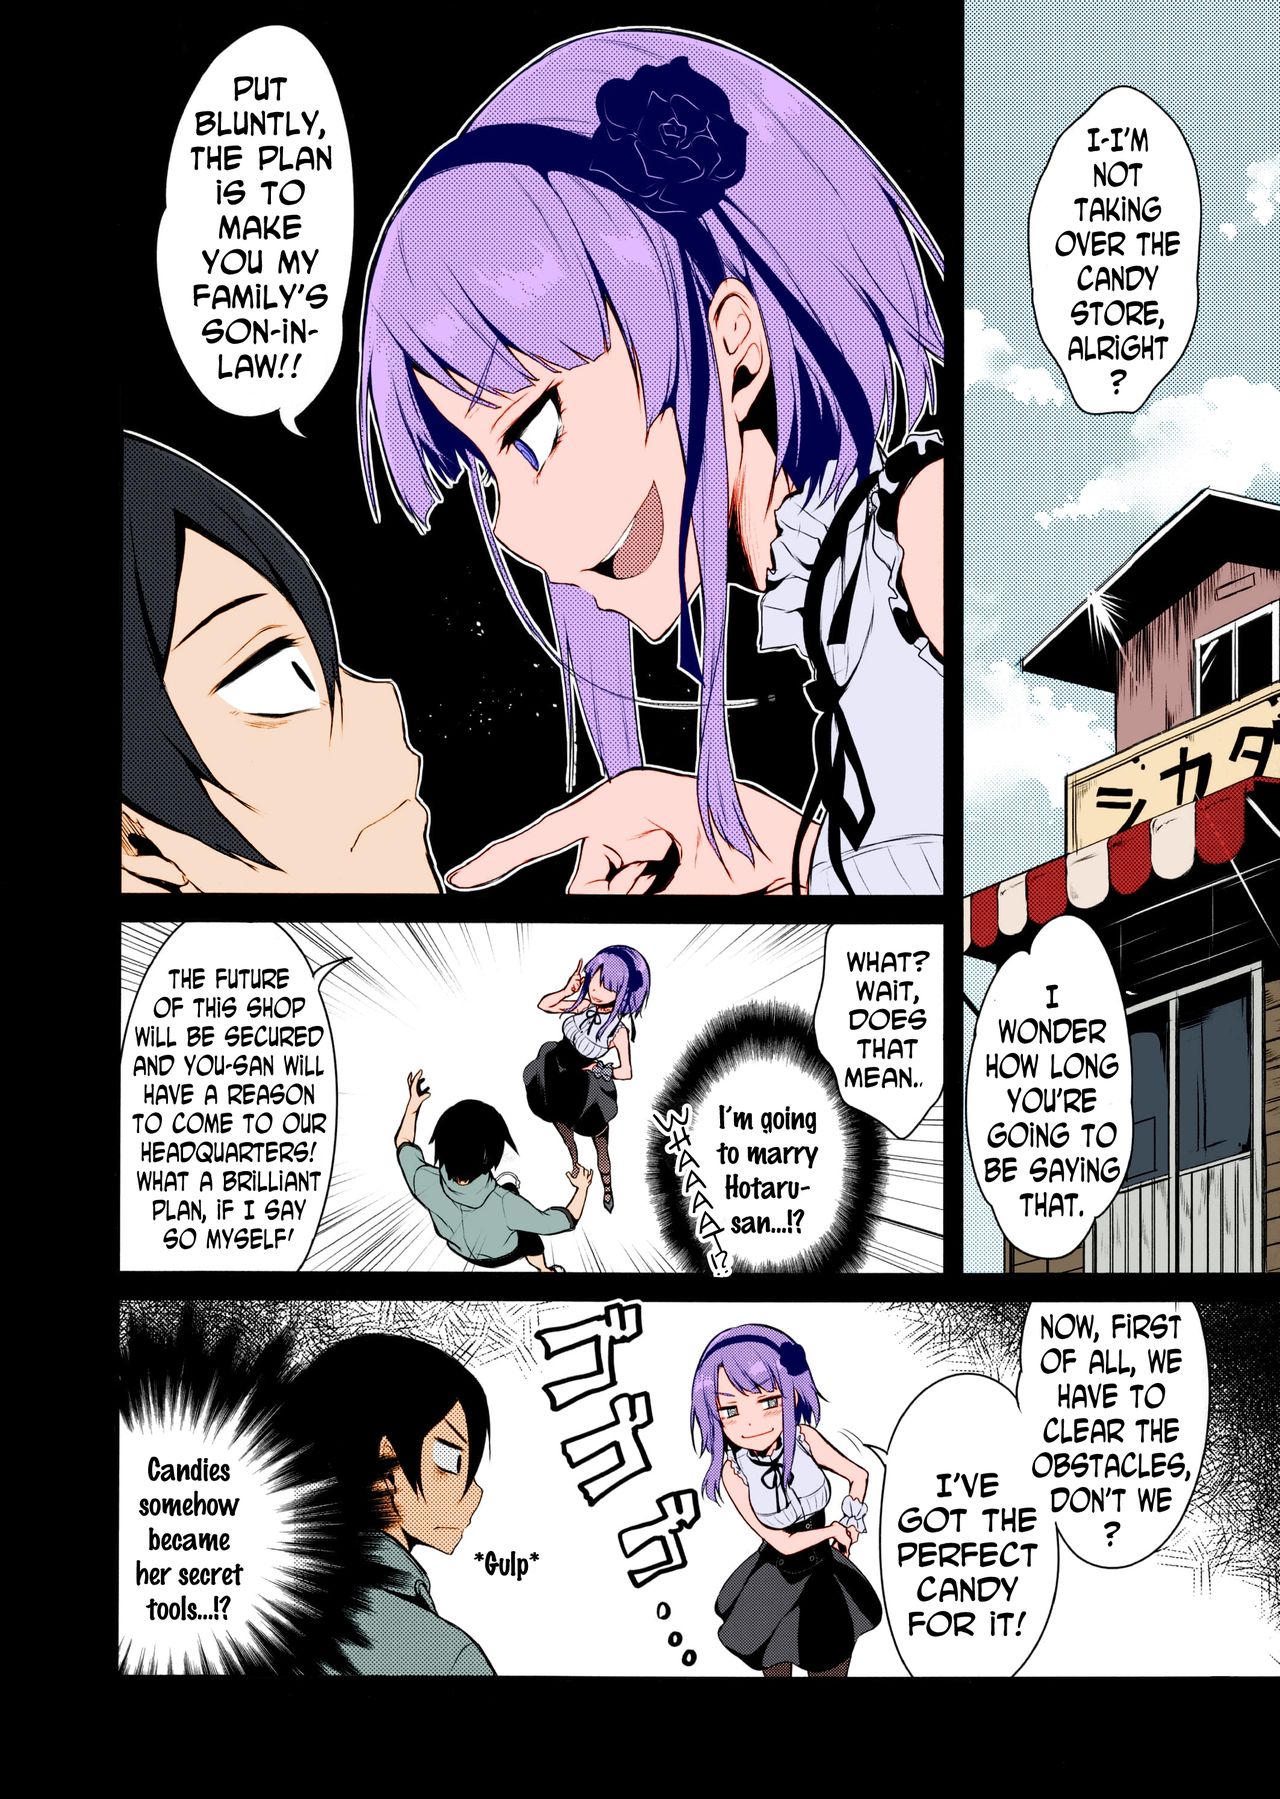 I-I'M
NOT
TAKING
OVER THE
CANDY
STORE,
ALRIGHT
?
シカダ
I
WONDER
HOW LONG
YOU'RE
GOING TO
BE SAYING
THAT.
PUT
BLUNTLY,
THE PLAN
IS TO
MAKE
YOU MY
FAMILY'S
SON-IN-
LAW!!
WHAT?
WAIT,
DOES
THAT
MEAN..
I'm going
to marry
Hotaru-
san...!?
WHAAAAT!?
THE FUTURE
OF THIS SHOP
WILL BE SECURED
AND YOU-SAN WILL
HAVE A REASON
TO COME TO OUR
HEADQUARTERS!
WHAT A BRILLIANT
PLAN, IF I SAY
SO MYSELF!
NOW, FIRST
OF ALL, WE
HAVE TO
CLEAR THE
OBSTACLES,
DON'T WE
?
I'VE
GOT THE
PERFECT
CANDY
FOR IT!
ゴゴゴ...
*Gulp*
Candies
somehow
became
her secret
tools...!?